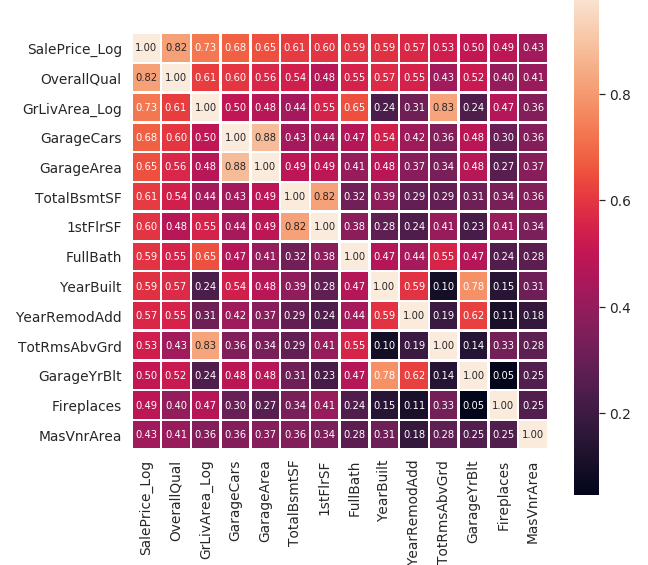 SalePrice_Log 1.00 0.82 0.73 0.68 0.65 0.61 0.60 0.59 0.59 0.57 0.53 0.50 0.49 0.43
OverallQual 0.82 1.00 0.61 0.60 0.56 0.54 0.48 0.55 0.57 0.55 0.43 0.52 0.40 0.41
GrLivArea_Log 0.73 0.61 1.00 0.50 0.48 0.44 0.55 0.65 0.24 0.31 0.83 0.24 0.47 0.36
GarageCars 0.68 0.60 0.50 1.00 0.88 0.43 0.44 0.47 0.54 0.42 0.36 0.48 0.30 0.36
GarageArea 0.65 0.56 0.48 0.88 1.00 0.49 0.49 0.41 0.48 0.37 0.34 0.48 0.27 0.37
TotalBsmtSF 0.61 0.54 0.44 0.43 0.49 1.00 0.82 0.32 0.39 0.29 0.29 0.31 0.34 0.36
1stFlrSF 0.60 0.48 0.55 0.44 0.49 0.82 1.00 0.38 0.28 0.24 0.41 0.23 0.41 0.34
FullBath 0.59 0.55 0.65 0.47 0.41 0.32 0.38 1.00 0.47 0.44 0.55 0.47 0.24 0.28
YearBuilt 0.59 0.57 0.24 0.54 0.48 0.39 0.28 0.47 1.00 0.59 0.10 0.78 0.15 0.31
YearRemodAdd 0.57 0.55 0.31 0.42 0.37 0.29 0.24 0.44 0.59 1.00 0.19 0.62 0.11 0.18
TotRmsAbvGrd 0.53 0.43 0.83 0.36 0.34 0.29 0.41 0.55 0.10 0.19 1.00 0.14 0.33 0.28
GarageYrBlt 0.50 0.52 0.24 0.48 0.48 0.31 0.23 0.47 0.78 0.62 0.14 1.00 0.05 0.25
Fireplaces 0.49 0.40 0.47 0.30 0.27 0.34 0.41 0.24 0.15 0.11 0.33 0.05 1.00 0.25
MasVnrArea 0.43 0.41 0.36 0.36 0.37 0.36 0.34 0.28 0.31 0.18 0.28 0.25 0.25 1.00
SalePrice_Log
OverallQual
GrLivArea_Log
GarageCars
GarageArea
TotalBsmtSF
1stFlrSF
FullBath
YearBuilt
YearRemodAdd
TotRmsAbvGrd
GarageYrBlt
Fireplaces
MasVnrArea
0.8
0.6
0.4
0.2